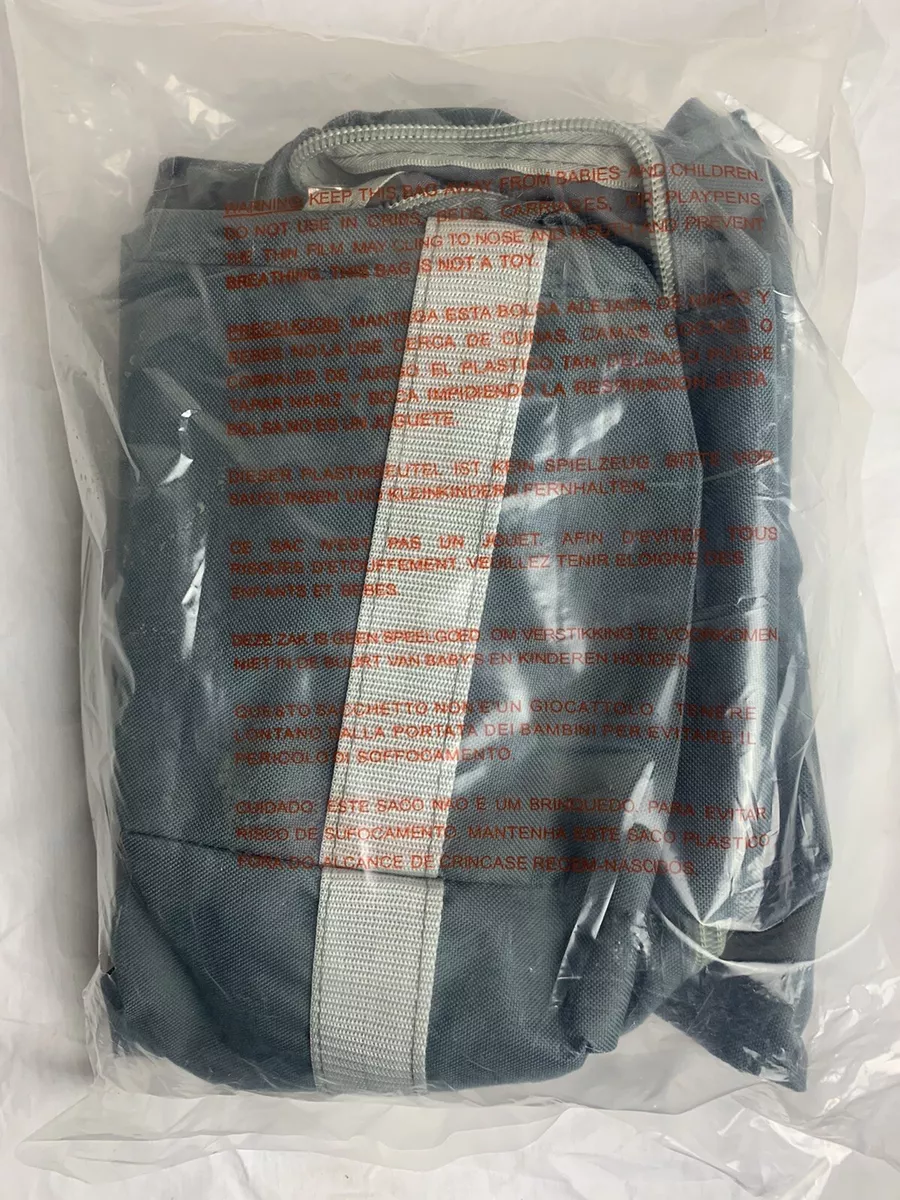 WARNING: KEEP THIS BAG AWAY FROM BABIES AND CHILDREN.
DO NOT USE IN CRIBS, BEDS, CARRIAGES, OR PLAYPENS.
THE THIN FILM MAY CLING TO NOSE AND MOUTH AND PREVENT
BREATHING. THIS BAG IS NOT A TOY.
PRECAUCION: MANTENGA ESTA BOLSA ALEJADA DE NIÑOS Y
BEBES. NO LA USE CERCA DE CUNAS, CAMAS, COCHES O
CORRALES DE JUEGO. EL PLASTICO TAN DELGADO PUEDE
TAPER NARIZ Y BOCA IMPIDIENDO LA RESPIRACION. ESTA
BOLSA NO ES UN JUGUETE.
DIESER PLASTIKBEUTEL IST KEIN SPIELZEUG. BITTE VON
SAUGLINGEN UND KLEINKINDERN FERNHALTEN.
CE SAC N'EST PAS UN JOUET. AFIN D'EVITER TOUS
RISQUES D'ETOUFFEMENT, VEUILLEZ TENIR ELOIGNE DES
ENFANTS ET BEBES.
DEZE ZAK IS GEEN SPEELGOED. OM VERSTIKKING TE VOORKOMEN,
NIET IN DE BUURT VAN BABY'S EN KINDEREN HOUDEN.
QUESTO SACCHETTO NON E UN GIOCATTOLO. TENERE
LONTANO DALLA PORTATA DEI BAMBINI PER EVITARE IL
PERICOLO DI SOFFOCAMENTO.
CUIDADO: ESTE SACO NAO E UM BRINQUEDO. PARA EVITAR
RISCO DE SUFOCAMENTO, MANTENHA ESTE SACO PLASTICO
FORA DO ALCANCE DE CRINCASE RECEM-NASCIDOS.